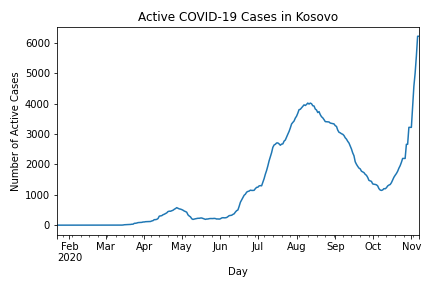 Active COVID-19 Cases in Kosovo
Number of Active Cases
6000
5000
4000
3000
2000
1000
0
Feb Mar Apr May Jun Jul Aug Sep Oct Nov
2020
Day